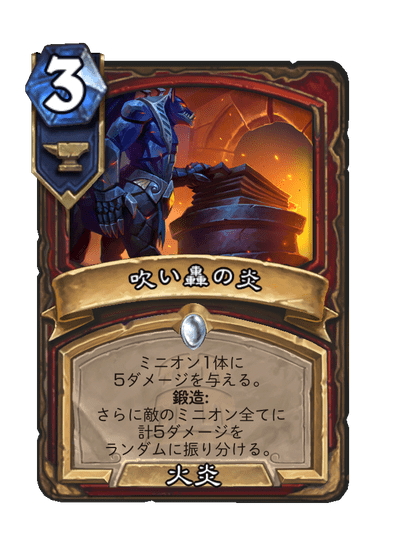 3
吹い轟の炎
ミニオン1体に
5ダメージを与える。
鍛造:
さらに敵のミニオン全てに
計5ダメージを
ランダムに振り分ける。
火炎